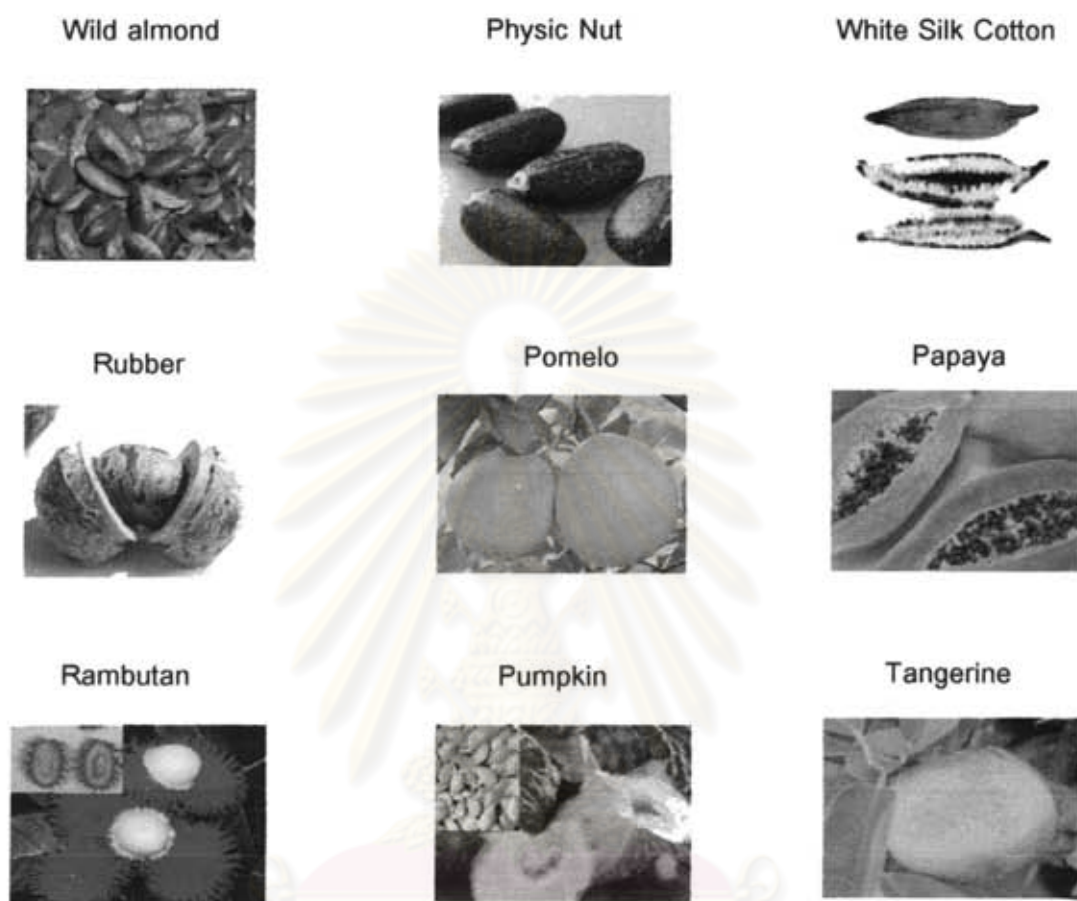 Wild almond
Physic Nut
White Silk Cotton
Rubber
Pomelo
Papaya
Rambutan
Pumpkin
Tangerine